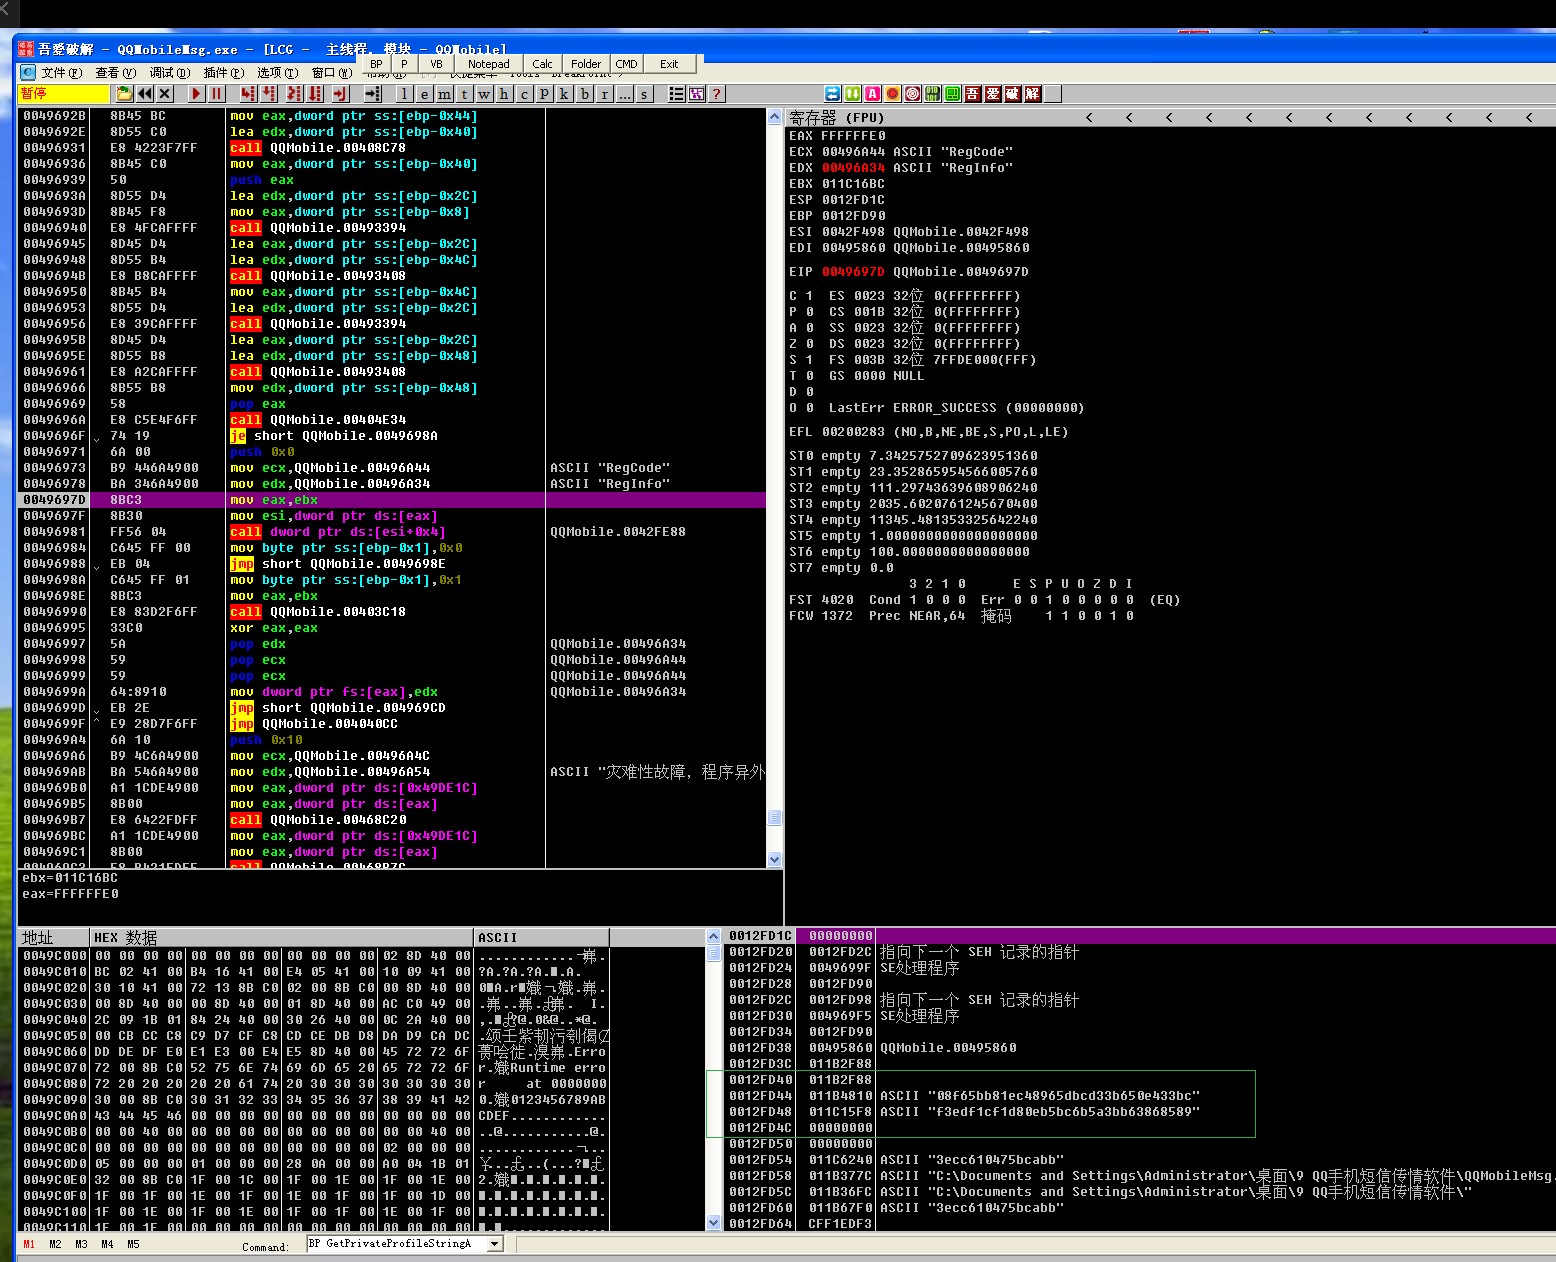 吾爱破解 - QQMobileMsg.exe - [LCG -  主线程, 模块 - QQMobile]
BP P VB Notepad Calc Folder CMD Exit
文件(F) 查看(V) 调试(D) 插件(P) 选项(T) 窗口(W)
暂停
l e m t w h c p k b r ... s
吾 爱 破 解
0049692B 8B45 BC mov eax,dword ptr ss:[ebp-0x44]
0049692E 8D55 C0 lea edx,dword ptr ss:[ebp-0x40]
00496931 E8 4223F7FF call QQMobile.00408C78
00496936 8B45 C0 mov eax,dword ptr ss:[ebp-0x40]
00496939 50 push eax
0049693A 8D55 D4 lea edx,dword ptr ss:[ebp-0x2C]
0049693D 8B45 F8 mov eax,dword ptr ss:[ebp-0x8]
00496940 E8 4FCAFFFF call QQMobile.00493394
00496945 8D45 D4 lea eax,dword ptr ss:[ebp-0x2C]
00496948 8D55 B4 lea edx,dword ptr ss:[ebp-0x4C]
0049694B E8 B8CAFFFF call QQMobile.00493408
00496950 8B45 B4 mov eax,dword ptr ss:[ebp-0x4C]
00496953 8D55 D4 lea edx,dword ptr ss:[ebp-0x2C]
00496956 E8 39CAFFFF call QQMobile.00493394
0049695B 8D45 D4 lea eax,dword ptr ss:[ebp-0x2C]
0049695E 8D55 B8 lea edx,dword ptr ss:[ebp-0x48]
00496961 E8 A2CAFFFF call QQMobile.00493408
00496966 8B55 B8 mov edx,dword ptr ss:[ebp-0x48]
00496969 58 pop eax
0049696A E8 C5E4F6FF call QQMobile.00404E34
0049696F 74 19 je short QQMobile.0049698A
00496971 6A 00 push 0x0
00496973 B9 446A4900 mov ecx,QQMobile.00496A44 ASCII "RegCode"
00496978 BA 346A4900 mov edx,QQMobile.00496A34 ASCII "RegInfo"
0049697D 8BC3 mov eax,ebx
0049697F 8B30 mov esi,dword ptr ds:[eax]
00496981 FF56 04 call dword ptr ds:[esi+0x4] QQMobile.0042FE88
00496984 C645 FF 00 mov byte ptr ss:[ebp-0x1],0x0
00496988 EB 04 jmp short QQMobile.0049698E
0049698A C645 FF 01 mov byte ptr ss:[ebp-0x1],0x1
0049698E 8BC3 mov eax,ebx
00496990 E8 83D2F6FF call QQMobile.00403C18
00496995 33C0 xor eax,eax
00496997 5A pop edx QQMobile.00496A34
00496998 59 pop ecx QQMobile.00496A44
00496999 59 pop ecx QQMobile.00496A44
0049699A 64:8910 mov dword ptr fs:[eax],edx QQMobile.00496A34
0049699D EB 2E jmp short QQMobile.004969CD
0049699F E9 28D7F6FF jmp QQMobile.004040CC
004969A4 6A 10 push 0x10
004969A6 B9 4C6A4900 mov ecx,QQMobile.00496A4C
004969AB BA 546A4900 mov edx,QQMobile.00496A54 ASCII "灾难性故障，程序异外
004969B0 A1 1CDE4900 mov eax,dword ptr ds:[0x49DE1C]
004969B5 8B00 mov eax,dword ptr ds:[eax]
004969B7 E8 6422FDFF call QQMobile.00468C20
004969BC A1 1CDE4900 mov eax,dword ptr ds:[0x49DE1C]
004969C1 8B00 mov eax,dword ptr ds:[eax]
ebx=011C16BC
eax=FFFFFFE0
寄存器 (FPU) < < < < < < < < < < < <
EAX FFFFFFE0
ECX 00496A44 ASCII "RegCode"
EDX 00496A34 ASCII "RegInfo"
EBX 011C16BC
ESP 0012FD1C
EBP 0012FD90
ESI 0042F498 QQMobile.0042F498
EDI 00495860 QQMobile.00495860
EIP 0049697D QQMobile.0049697D
C 1 ES 0023 32位 0(FFFFFFFF)
P 0 CS 001B 32位 0(FFFFFFFF)
A 0 SS 0023 32位 0(FFFFFFFF)
Z 0 DS 0023 32位 0(FFFFFFFF)
S 1 FS 003B 32位 7FFDE000(FFF)
T 0 GS 0000 NULL
D 0
O 0 LastErr ERROR_SUCCESS (00000000)
EFL 00200283 (NO,B,NE,BE,S,PO,L,LE)
ST0 empty 7.3425752709623951360
ST1 empty 23.352865954566005760
ST2 empty 111.29743639608906240
ST3 empty 2035.6020761245670400
ST4 empty 11345.481353325642240
ST5 empty 1.0000000000000000000
ST6 empty 100.00000000000000000
ST7 empty 0.0
3 2 1 0 E S P U O Z D I
FST 4020 Cond 1 0 0 0 Err 0 0 1 0 0 0 0 0 (EQ)
FCW 1372 Prec NEAR,64 掩码 1 1 0 0 1 0
地址 HEX 数据 ASCII
0049C000 00 00 00 00 00 00 00 00 00 00 00 00 02 8D 40 00
0049C010 BC 02 41 00 B4 16 41 00 E4 05 41 00 10 09 41 00
0049C020 30 10 41 00 72 13 8B C0 02 00 8B C0 00 8D 40 00
0049C030 00 8D 40 00 00 8D 40 00 01 8D 40 00 AC C0 49 00
0049C040 2C 09 1B 01 84 24 40 00 30 26 40 00 0C 2A 40 00
0049C050 00 CB CC C8 C9 D7 CF C8 CD CE DB D8 DA D9 CA DC
0049C060 DD DE DF E0 E1 E3 00 E4 E5 8D 40 00 45 72 72 6F
0049C070 72 00 8B C0 52 75 6E 74 69 6D 65 20 65 72 72 6F
0049C080 72 20 20 20 20 20 61 74 20 30 30 30 30 30 30 30 r     at 0000000
0049C090 30 00 8B C0 30 31 32 33 34 35 36 37 38 39 41 42
0049C0A0 43 44 45 46 00 00 00 00 00 00 00 00 00 00 00 00 CDEF............
0049C0B0 00 00 40 00 00 00 00 00 00 00 00 00 00 00 40 00 ..@...........@.
0049C0C0 00 00 00 00 00 00 00 00 00 00 00 00 02 00 00 00
0049C0D0 05 00 00 00 01 00 00 00 28 0A 00 00 A0 04 1B 01
0049C0E0 32 00 8B C0 1F 00 1C 00 1F 00 1E 00 1F 00 1E 00
0049C0F0 1F 00 1F 00 1E 00 1F 00 1E 00 1F 00 1F 00 1D 00
0049C100 1F 00 1E 00 1F 00 1E 00 1F 00 1F 00 1E 00 1F 00
0012FD1C 00000000
0012FD20 0012FD2C 指向下一个 SEH 记录的指针
0012FD24 0049699F SE处理程序
0012FD28 0012FD90
0012FD2C 0012FD98 指向下一个 SEH 记录的指针
0012FD30 004969F5 SE处理程序
0012FD34 0012FD90
0012FD38 00495860 QQMobile.00495860
0012FD3C 011B2F88
0012FD40 011B2F88
0012FD44 011B4810 ASCII "08f65bb81ec48965dbcd33b650e433bc"
0012FD48 011C15F8 ASCII "f3edf1cf1d80eb5bc6b5a3bb63868589"
0012FD4C 00000000
0012FD50 00000000
0012FD54 011C6240 ASCII "3ecc610475bcabb"
0012FD58 011B377C ASCII "C:\Documents and Settings\Administrator\桌面\9 QQ手机短信传情软件\QQMobileMsg.
0012FD5C 011B36FC ASCII "C:\Documents and Settings\Administrator\桌面\9 QQ手机短信传情软件\"
0012FD60 011B67F0 ASCII "3ecc610475bcabb"
0012FD64 CFF1EDF3
M1 M2 M3 M4 M5 Command: BP GetPrivateProfileStringA